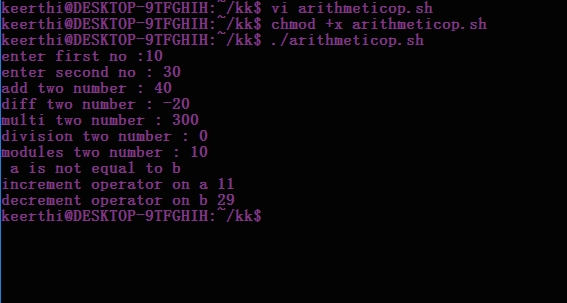 keerthi@DESKTOP-9TFGHIH:~/kk$ vi arithmeticop.sh
keerthi@DESKTOP-9TFGHIH:~/kk$ chmod +x arithmeticop.sh
keerthi@DESKTOP-9TFGHIH:~/kk$ ./arithmeticop.sh
enter first no :10
enter second no : 30
add two number : 40
diff two number : -20
multi two number : 300
division two number : 0
modules two number : 10
 a is not equal to b
increment operator on a 11
decrement operator on b 29
keerthi@DESKTOP-9TFGHIH:~/kk$